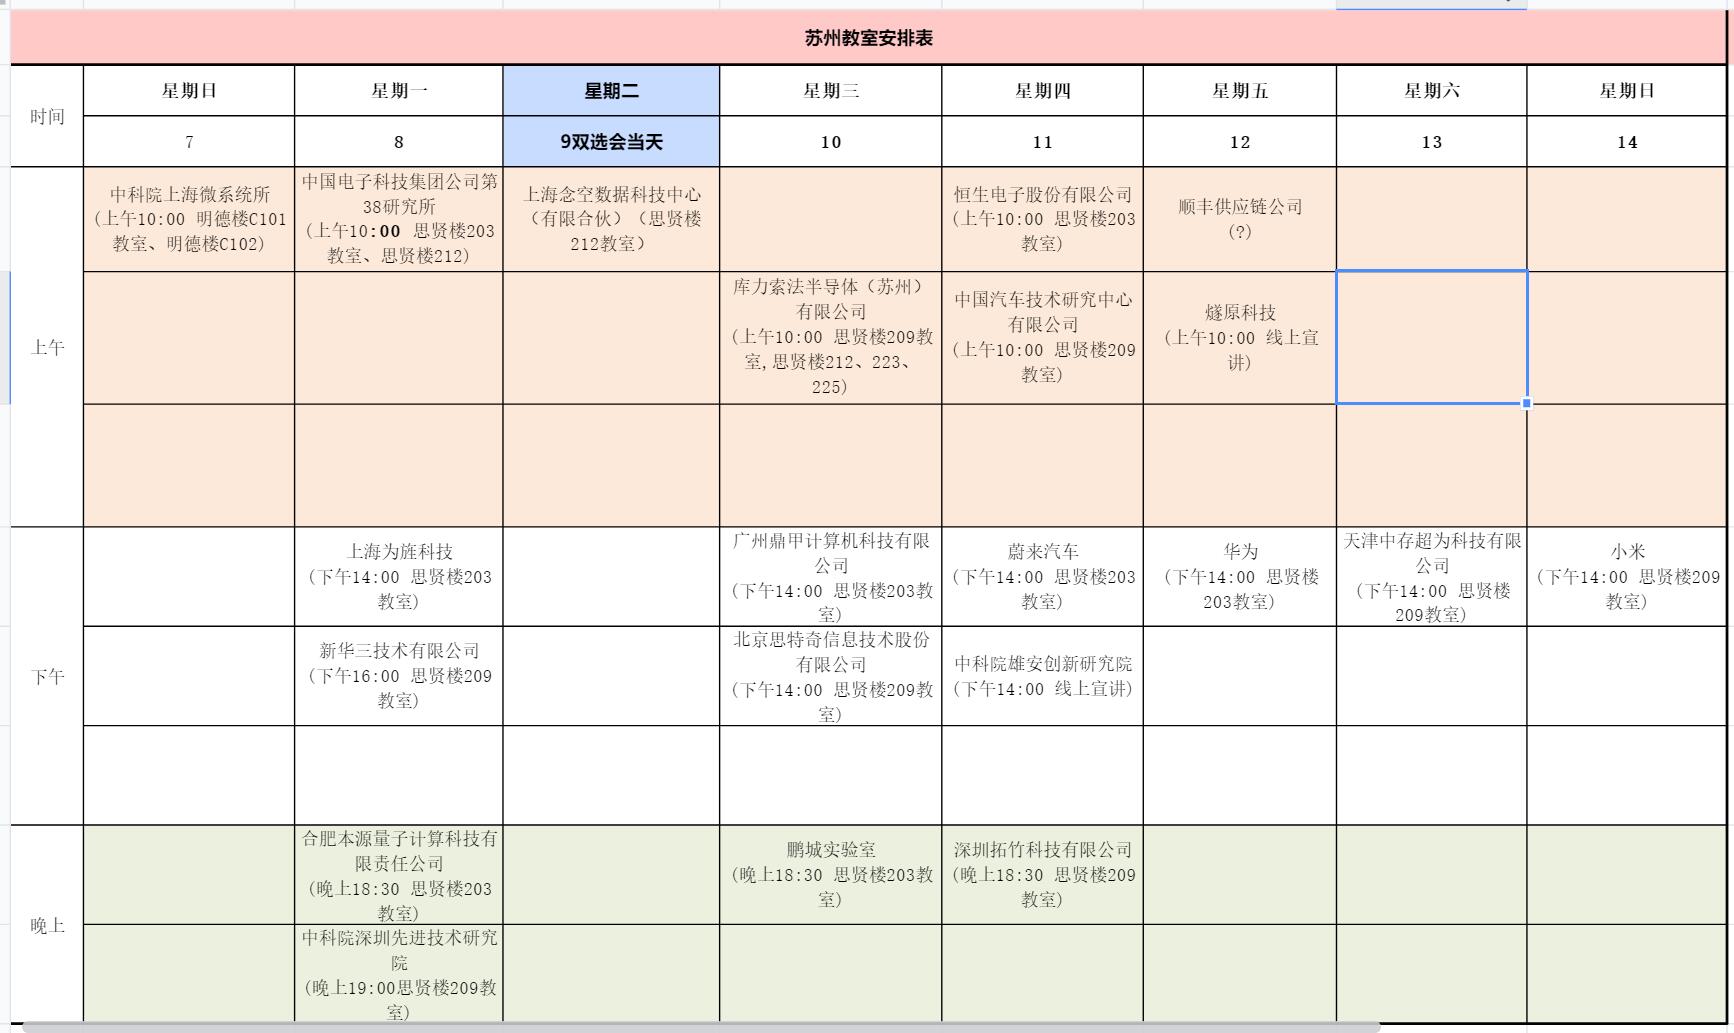 苏州教室安排表
时间
星期日
星期一
星期二
星期三
星期四
星期五
星期六
星期日
7
8
9双选会当天
10
11
12
13
14
上午
中科院上海微系统所
(上午10:00 明德楼C101
教室、明德楼C102)
中国电子科技集团公司第
38研究所
(上午10:00 思贤楼203
教室、思贤楼212)
上海念空数据科技中心
（有限合伙）（思贤楼
212教室）
恒生电子股份有限公司
(上午10:00 思贤楼203
教室)
顺丰供应链公司
(?)
库力索法半导体（苏州）
有限公司
(上午10:00 思贤楼209教
室,思贤楼212、223、
225)
中国汽车技术研究中心
有限公司
(上午10:00 思贤楼209
教室)
燧原科技
(上午10:00 线上宣
讲)
下午
上海为旌科技
(下午14:00 思贤楼203
教室)
广州鼎甲计算机科技有限
公司
(下午14:00 思贤楼203教
室)
蔚来汽车
(下午14:00 思贤楼203
教室)
华为
(下午14:00 思贤楼
203教室)
天津中存超为科技有限
公司
(下午14:00 思贤楼
209教室)
小米
(下午14:00 思贤楼209
教室)
新华三技术有限公司
(下午16:00 思贤楼209
教室)
北京思特奇信息技术股份
有限公司
(下午14:00 思贤楼209教
室)
中科院雄安创新研究院
(下午14:00 线上宣讲)
晚上
合肥本源量子计算科技有
限责任公司
(晚上18:30 思贤楼203
教室)
鹏城实验室
(晚上18:30 思贤楼203教
室)
深圳拓竹科技有限公司
(晚上18:30 思贤楼209
教室)
中科院深圳先进技术研究
院
(晚上19:00思贤楼209教
室)